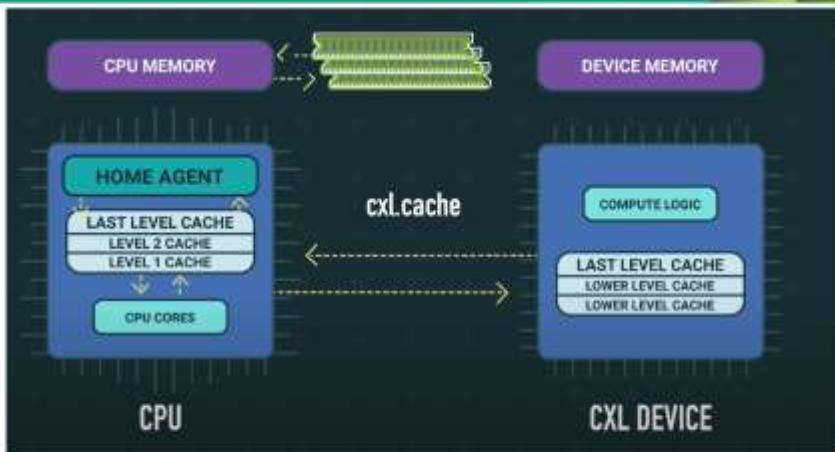 CPU MEMORY
DEVICE MEMORY
HOME AGENT
LAST LEVEL CACHE
LEVEL 2 CACHE
LEVEL 1 CACHE
CPU CORES
cxl.cache
COMPUTE LOGIC
LAST LEVEL CACHE
LOWER LEVEL CACHE
LOWER LEVEL CACHE
CPU
CXL DEVICE